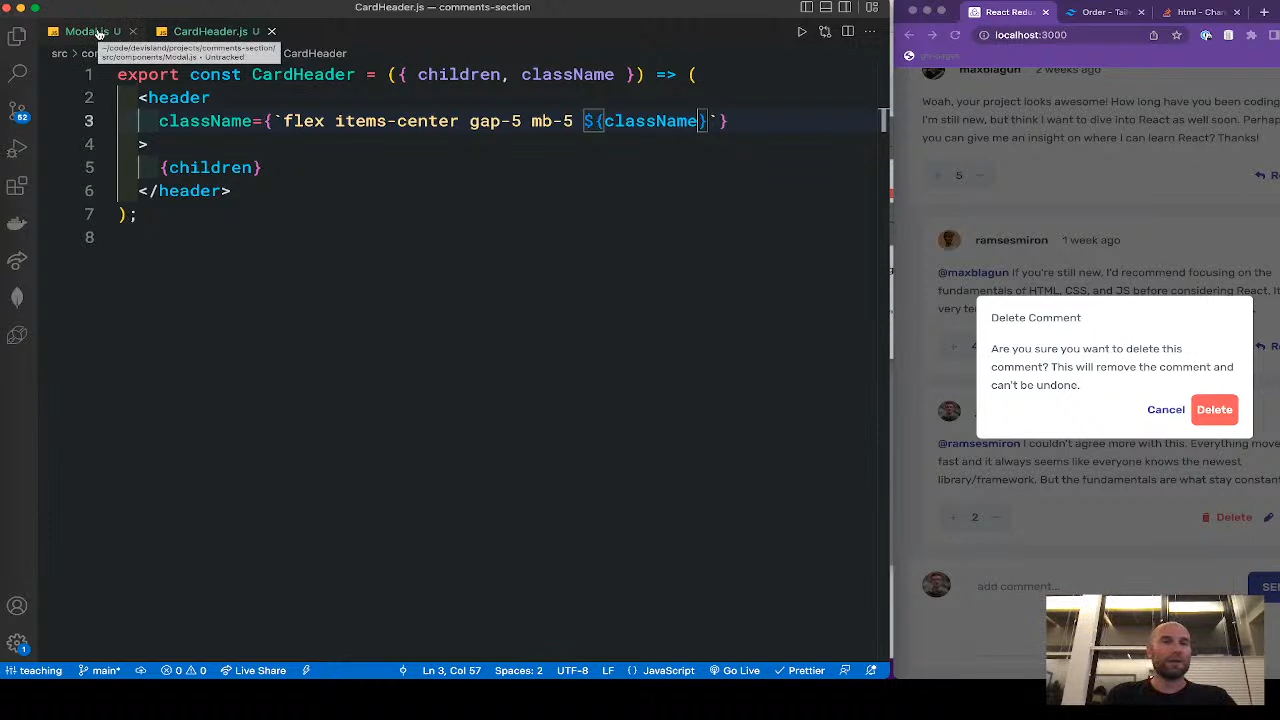 CardHeader.js — comments-section
Modal.js U
CardHeader.js U
~/code/devisland/projects/comments-section/
src/components/Modal.js • Untracked
src
CardHeader
1 export const CardHeader = ({ children, className }) => (
2 <header
3 className={`flex items-center gap-5 mb-5 ${className}`}
4 >
5 {children}
6 </header>
7 );
8
52
1
teaching
main*
0 0
Live Share
Ln 3, Col 57
Spaces: 2
UTF-8
LF
{} JavaScript
Go Live
Prettier
React Redu
Order - Tail
html - Chan
localhost:3000
maxblagun 2 weeks ago
Woah, your project looks awesome! How long have you been
I'm still new, but think I want to dive into React as well soon. Perhaps
you can give me an insight on where I can learn React? Thanks!
+ 5 −
Re
ramsesmiron 1 week ago
@maxblagun If you're still new, I'd recommend focusing on the
fundamentals of HTML, CSS, and JS before considering React. It
very te
Re
Delete Comment
Are you sure you want to delete this
comment? This will remove the comment and
can't be undone.
Cancel
Delete
@ramsesmiron I couldn't agree more with this. Everything move
fast and it always seems like everyone knows the newest
library/framework. But the fundamentals are what stay constan
+ 2 −
Delete
add comment...
SE